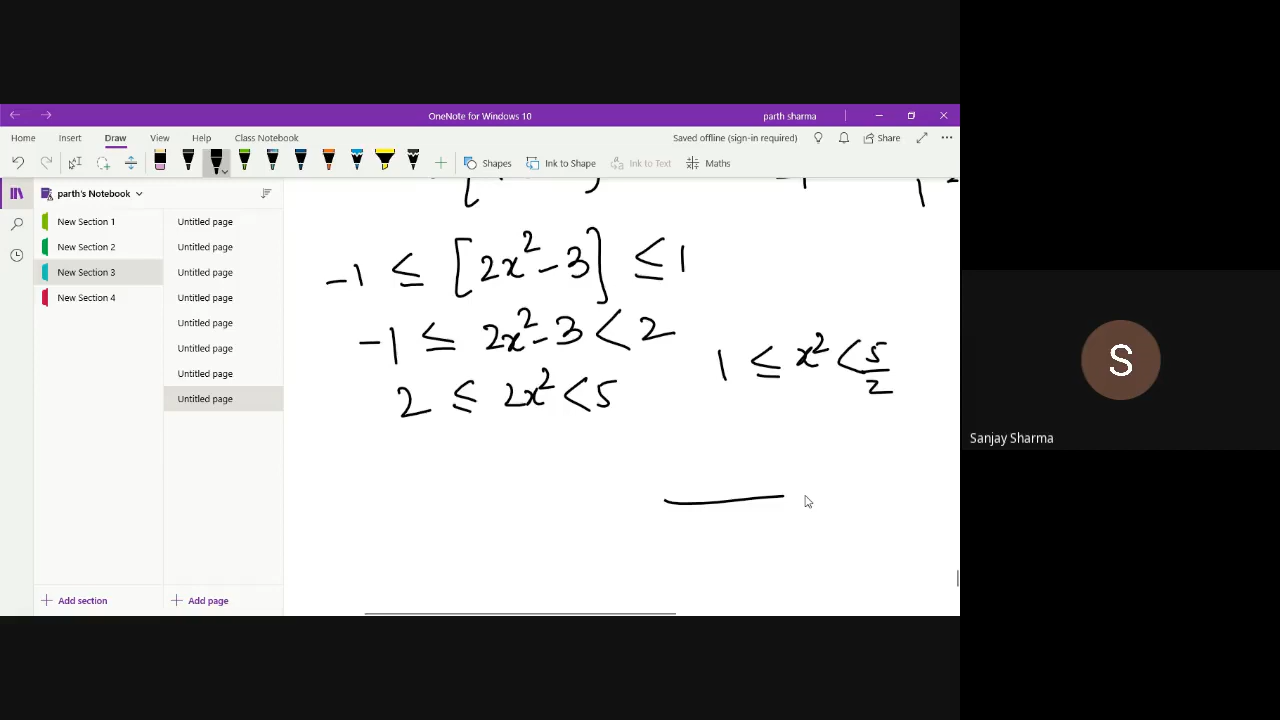 OneNote for Windows 10
parth sharma
Home Insert Draw View Help Class Notebook
Saved offline (sign-in required)
Share
Shapes Ink to Shape Ink to Text Maths
parth's Notebook
New Section 1
New Section 2
New Section 3
New Section 4
Untitled page
Untitled page
Untitled page
Untitled page
Untitled page
Untitled page
Untitled page
Untitled page
-1 ≤ [2x² - 3] ≤ 1
-1 ≤ 2x² - 3 < 2
2 ≤ 2x² < 5
1 ≤ x² < 5/2
Add section
Add page
S
Sanjay Sharma